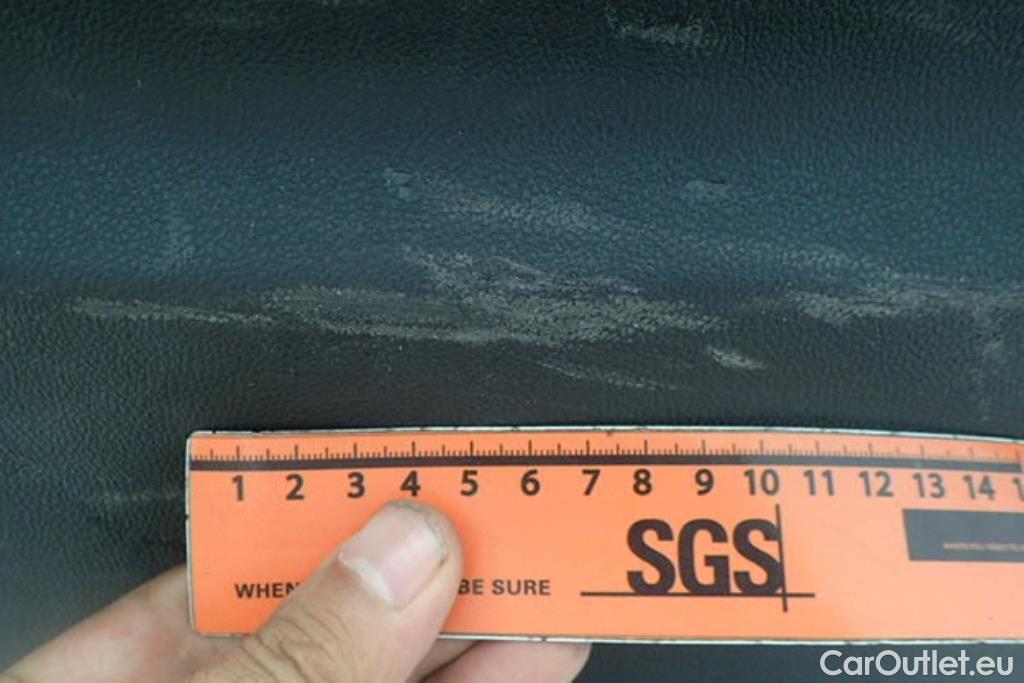 1 2 3 4 5 6 7 8 9 10 11 12 13 14
SGS
WHEN BE SURE
CarOutlet.eu